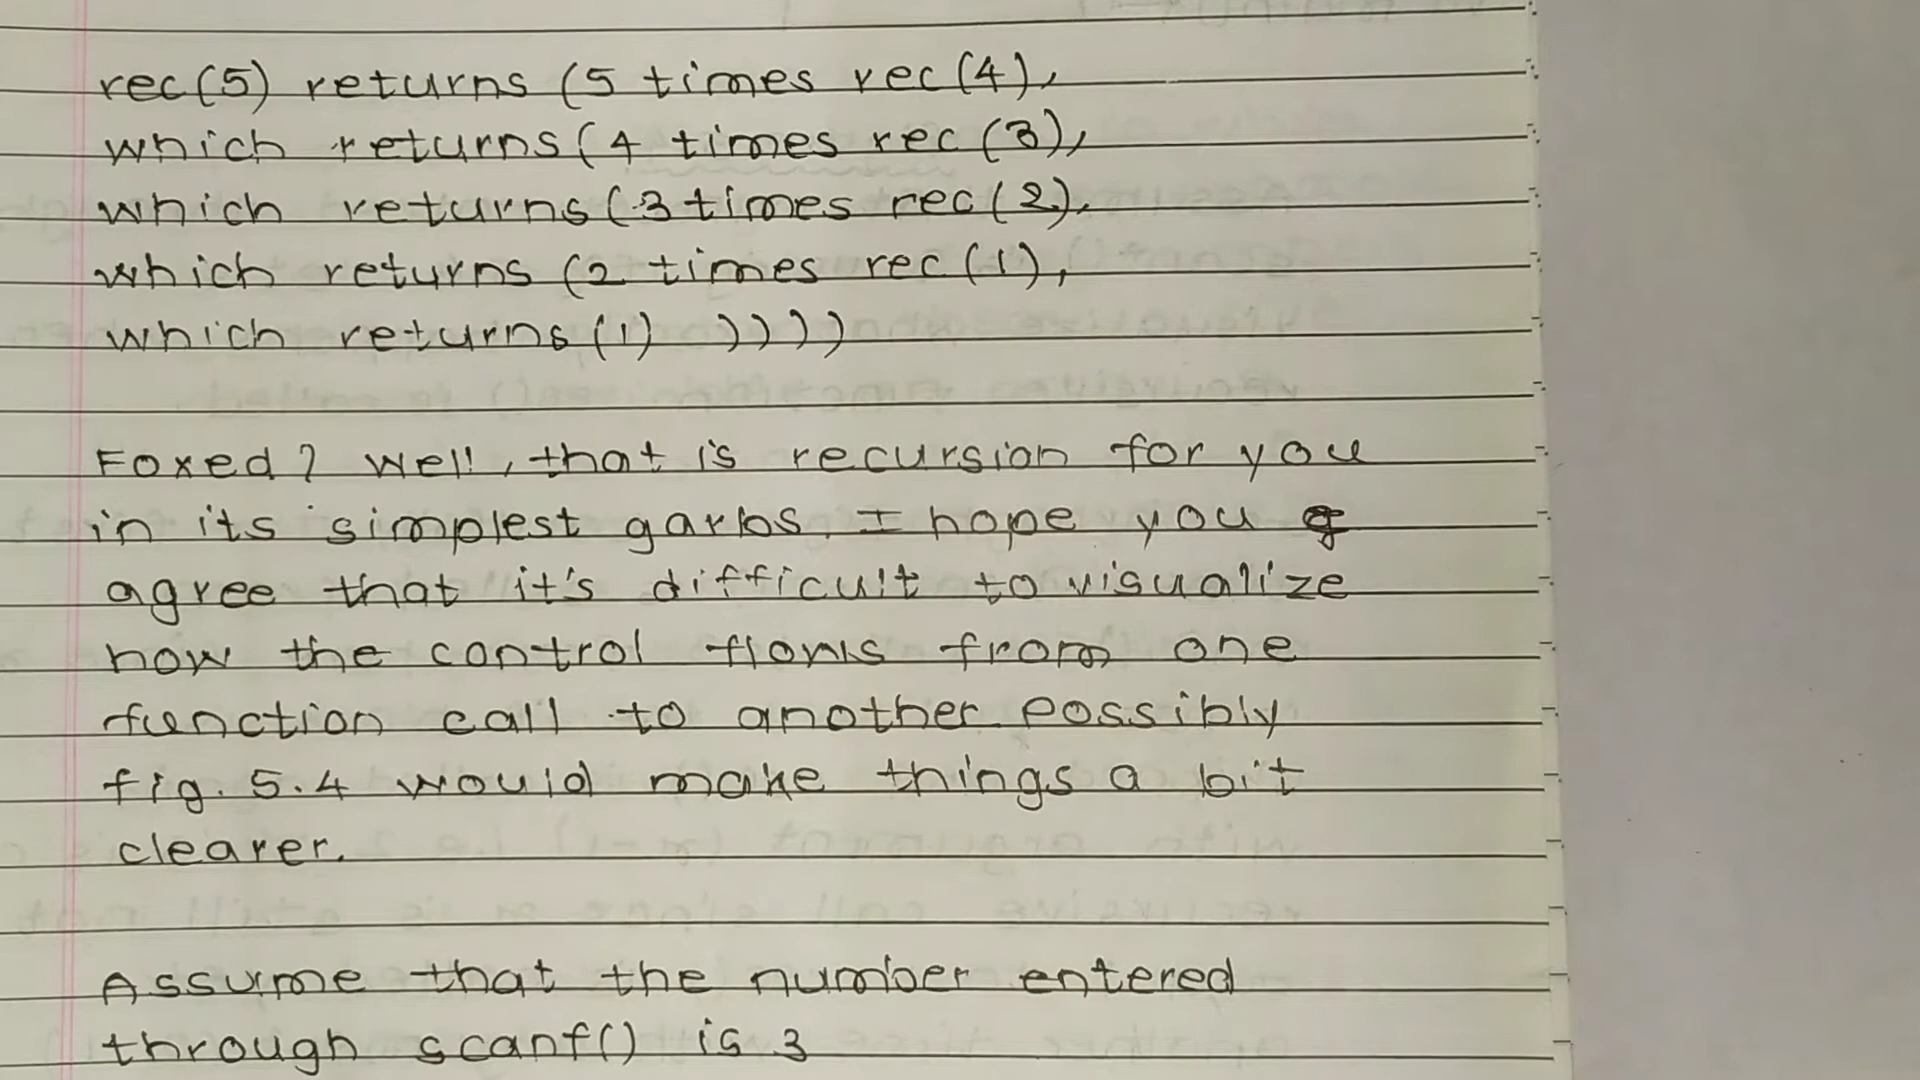 rec(5) returns (5 times rec(4),
which returns (4 times rec (3),
which returns (3 times rec (2),
which returns (2 times rec (1),
which returns (1) ))))
Foxed? Well, that is recursion for you
in its simplest garbs. I hope you
agree that it's difficult to visualize
how the control flows from one
function call to another. Possibly
fig. 5.4 would make things a bit
clearer.
Assume that the number entered
through scanf() is 3